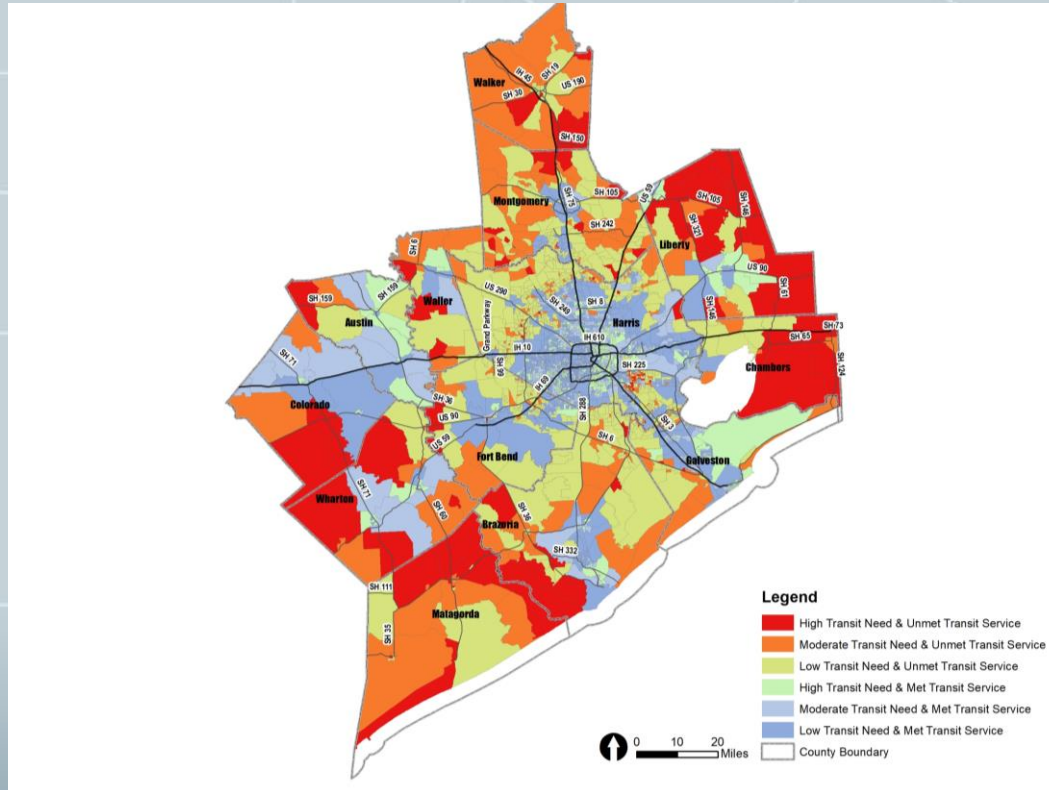 IH 45
SH 19
Walker
US 190
SH 30
SH 150
SH 105
US 59
Montgomery
SH 75
SH 105
SH 146
SH 242
SH 321
SH 6
Liberty
US 90
SH 159
SH 159
Waller
US 290
SH 249
SH 8
SH 61
Austin
Grand Parkway
Harris
SH 146
IH 610
SH 73
SH 65
IH 10
SH 71
SH 99
SH 225
Chambers
SH 124
IH 69
Colorado
SH 36
SH 288
SH 3
US 90
US 59
SH 6
Fort Bend
Galveston
SH 71
Wharton
SH 60
SH 36
Brazoria
SH 332
SH 111
Matagorda
SH 35
Legend
High Transit Need & Unmet Transit Service
Moderate Transit Need & Unmet Transit Service
Low Transit Need & Unmet Transit Service
High Transit Need & Met Transit Service
Moderate Transit Need & Met Transit Service
Low Transit Need & Met Transit Service
County Boundary
0 10 20
Miles